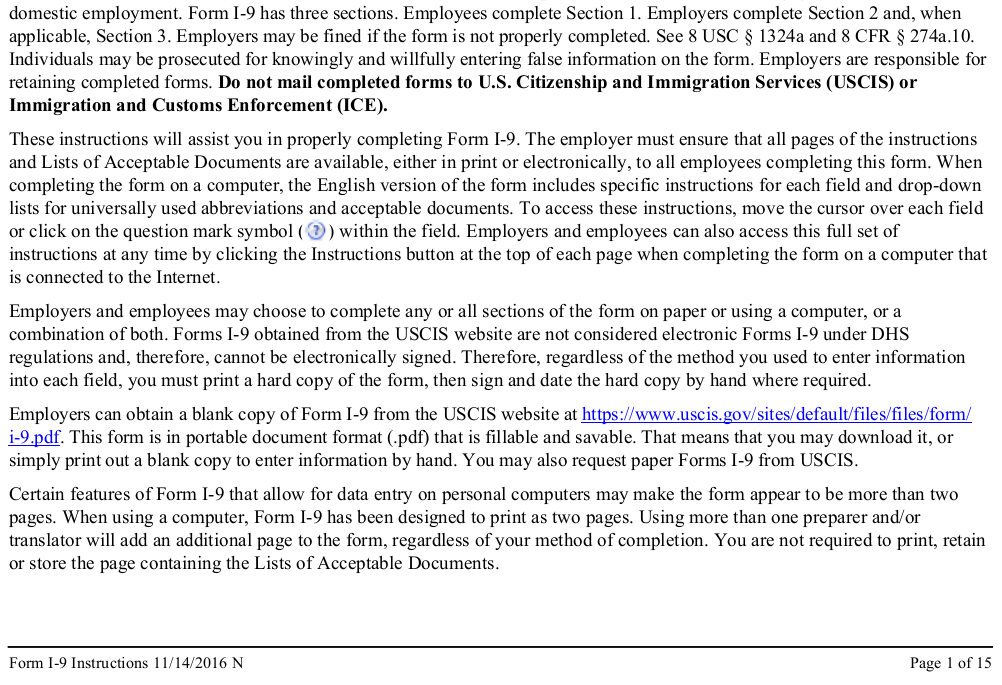 domestic employment. Form I-9 has three sections. Employees complete Section 1. Employers complete Section 2 and, when
applicable, Section 3. Employers may be fined if the form is not properly completed. See 8 USC § 1324a and 8 CFR § 274a.10.
Individuals may be prosecuted for knowingly and willfully entering false information on the form. Employers are responsible for
retaining completed forms. Do not mail completed forms to U.S. Citizenship and Immigration Services (USCIS) or
Immigration and Customs Enforcement (ICE).
These instructions will assist you in properly completing Form I-9. The employer must ensure that all pages of the instructions
and Lists of Acceptable Documents are available, either in print or electronically, to all employees completing this form. When
completing the form on a computer, the English version of the form includes specific instructions for each field and drop-down
lists for universally used abbreviations and acceptable documents. To access these instructions, move the cursor over each field
or click on the question mark symbol (?) within the field. Employers and employees can also access this full set of
instructions at any time by clicking the Instructions button at the top of each page when completing the form on a computer that
is connected to the Internet.
Employers and employees may choose to complete any or all sections of the form on paper or using a computer, or a
combination of both. Forms I-9 obtained from the USCIS website are not considered electronic Forms I-9 under DHS
regulations and, therefore, cannot be electronically signed. Therefore, regardless of the method you used to enter information
into each field, you must print a hard copy of the form, then sign and date the hard copy by hand where required.
Employers can obtain a blank copy of Form I-9 from the USCIS website at https://www.uscis.gov/sites/default/files/files/form/
i-9.pdf. This form is in portable document format (.pdf) that is fillable and savable. That means that you may download it, or
simply print out a blank copy to enter information by hand. You may also request paper Forms I-9 from USCIS.
Certain features of Form I-9 that allow for data entry on personal computers may make the form appear to be more than two
pages. When using a computer, Form I-9 has been designed to print as two pages. Using more than one preparer and/or
translator will add an additional page to the form, regardless of your method of completion. You are not required to print, retain
or store the page containing the Lists of Acceptable Documents.
Form I-9 Instructions 11/14/2016 N
Page 1 of 15